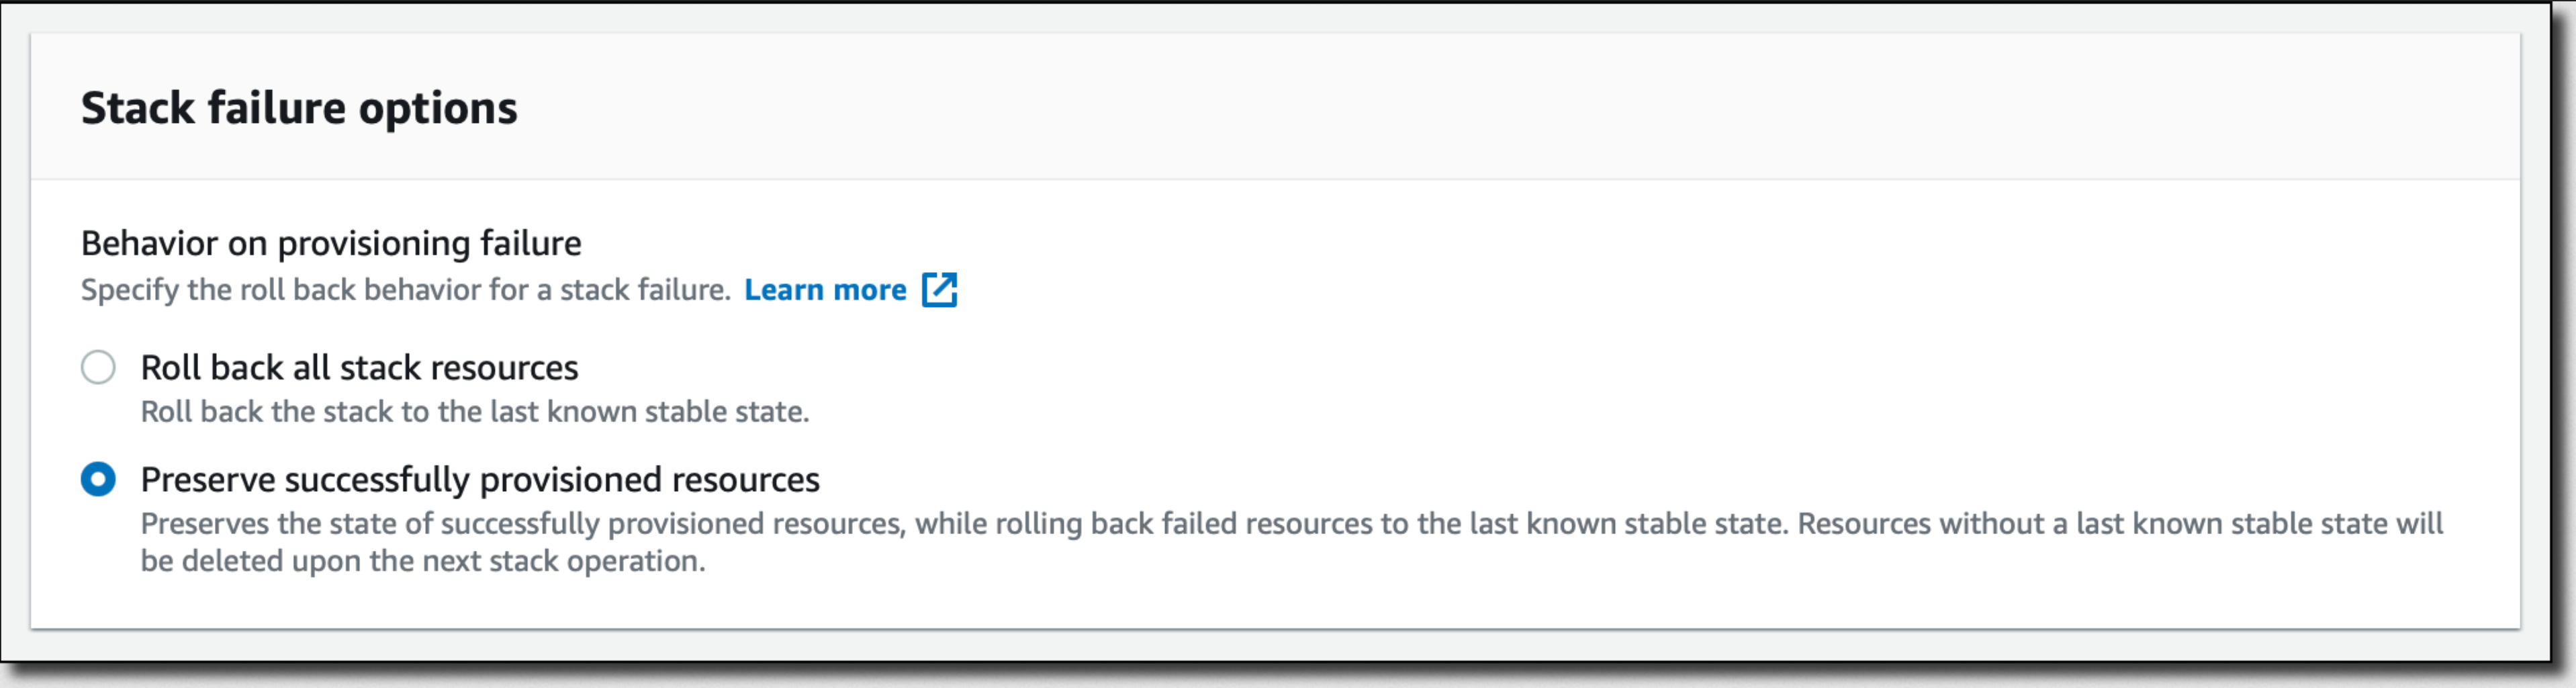 Stack failure options
Behavior on provisioning failure
Specify the roll back behavior for a stack failure. Learn more
Roll back all stack resources
Roll back the stack to the last known stable state.
Preserve successfully provisioned resources
Preserves the state of successfully provisioned resources, while rolling back failed resources to the last known stable state. Resources without a last known stable state will
be deleted upon the next stack operation.